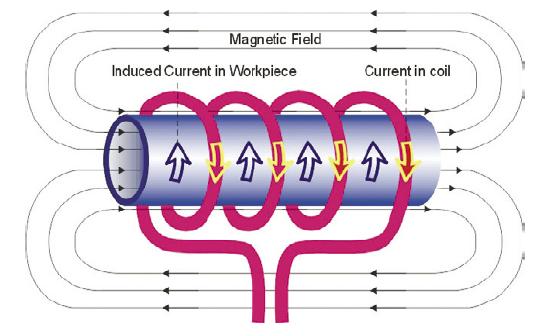 Magnetic Field
Induced Current in Workpiece
Current in coil